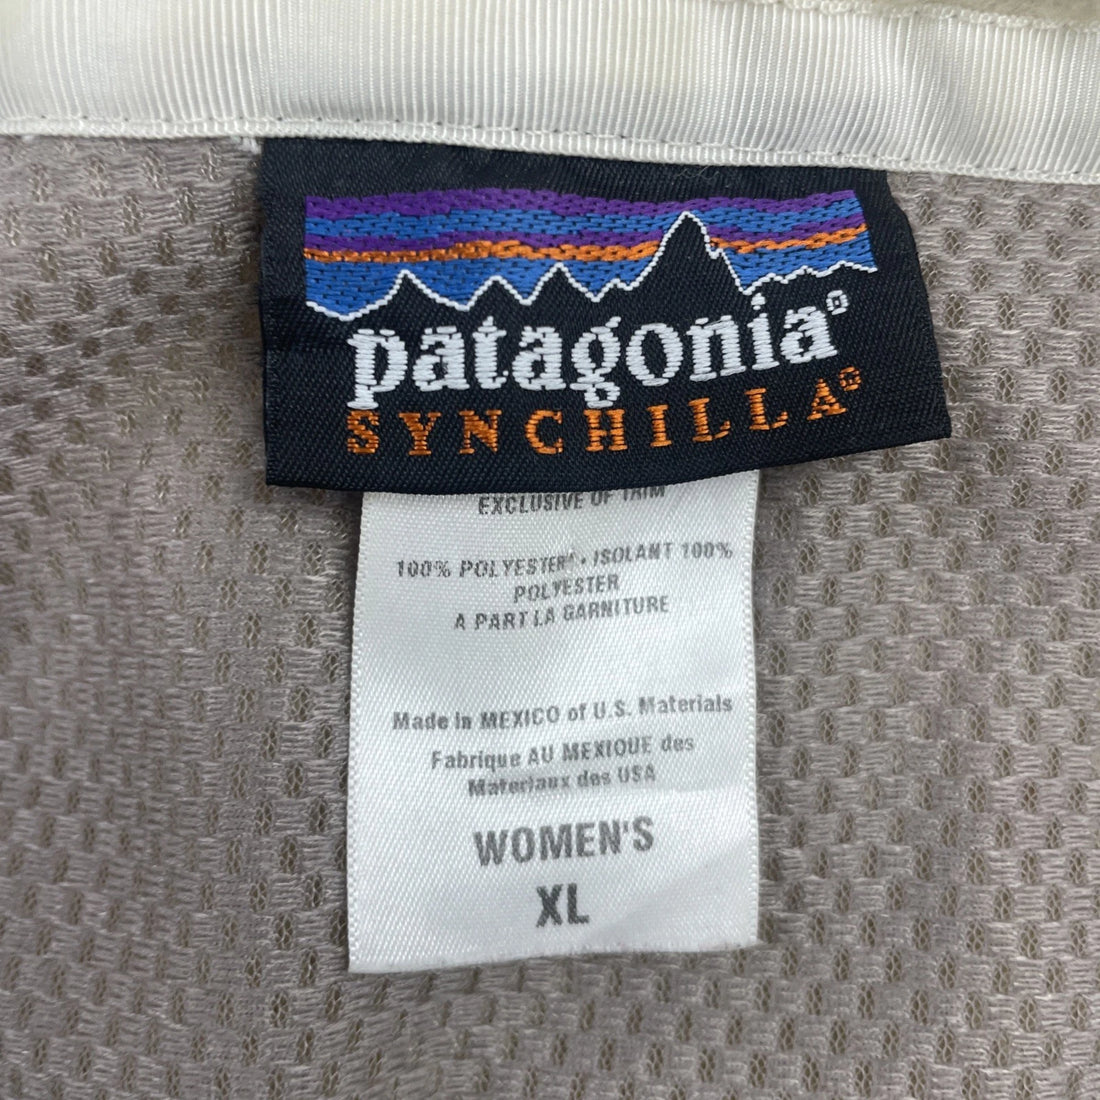 patagonia®
SYNCHILLA®
EXCLUSIVE OF TRIM
100% POLYESTER* · ISOLANT 100%
POLYESTER
A PART LA GARNITURE
Made in MEXICO of U.S. Materials
Fabrique AU MEXIQUE des
Materiaux des USA
WOMEN'S
XL